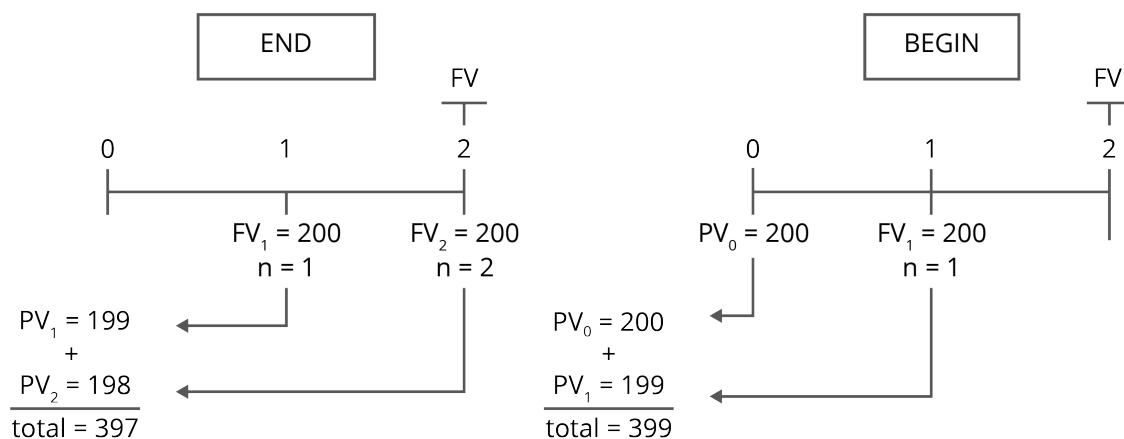 END
FV
0 1 2
FV₁ = 200 FV₂ = 200
n = 1 n = 2
PV₁ = 199
+
PV₂ = 198
total = 397
BEGIN
FV
0 1 2
PV₀ = 200 FV₁ = 200
n = 1
PV₀ = 200
+
PV₁ = 199
total = 399